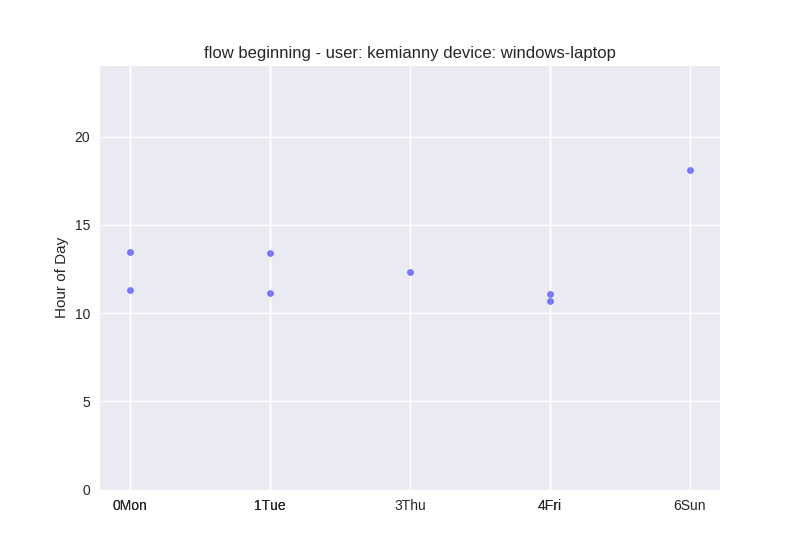 flow beginning - user: kemianny device: windows-laptop
Hour of Day
20
15
10
5
0
0Mon 1Tue 3Thu 4Fri 6Sun